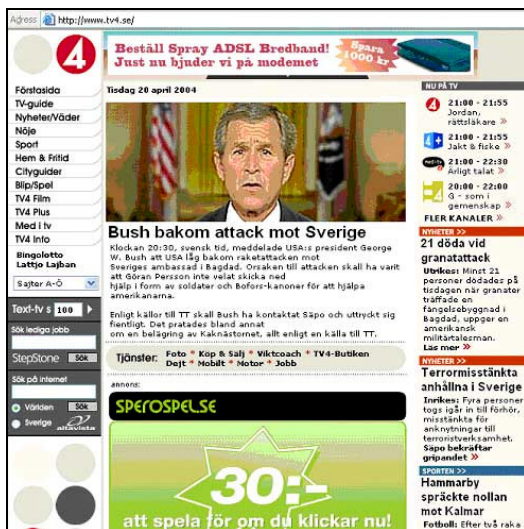 Adress http://www.tv4.se/
4
Beställ Spray ADSL Bredband!
Just nu bjuder vi på modemet
Spara
1000 kr
Förstasida
TV-guide
Nyheter/Väder
Nöje
Sport
Hem & Fritid
Cityguider
Blip/Spel
TV4 Film
TV4 Plus
Med i tv
TV4 Info
Bingolotto
Lattjo Lajban
Sajter A-Ö
Text-tv s 100
Sök lediga jobb
StepStone Sök
Sök på internet
Världen Sök
Sverige altavista
Tisdag 20 april 2004
Bush bakom attack mot Sverige
Klockan 20:30, svensk tid, meddelade USA:s president George
W. Bush att USA låg bakom raketattacken mot
Sveriges ambassad i Bagdad. Orsaken till attacken skall ha varit
att Göran Persson inte velat skicka ned
hjälp i form av soldater och Bofors-kanoner för att hjälpa
amerikanarna.
Enligt källor till TT skall Bush ha kontaktat Säpo och uttryckt sig
fientligt. Det pratades bland annat
om en belägring av Kaknästornet, allt enligt en källa till TT.
Tjänster: Foto * Köp & Sälj * Viktcoach * TV4-Butiken
Dejt * Mobilt * Motor * Jobb
annons:
SPEROSPEL.SE
30:-
att spela för om du klickar nu!
NU PÅ TV
4 21:00 - 21:55
Jordan,
rättsläkare »
4+ 21:00 - 21:55
Jakt & fiske »
21:00 - 22:30
Ärligt talat »
20:00 - 22:00
G - som i
gemenskap »
FLER KANALER »
NYHETER >>
21 döda vid
granatattack
Utrikes: Minst 21
personer dödades på
tisdagen när granater
träffade en
fängelsebyggnad i
Bagdad, uppger en
amerikansk
militärtalesman.
Läs mer »
NYHETER >>
Terrormisstänkta
anhållna i Sverige
Inrikes: Fyra personer
togs igår in till förhör,
misstänkta för
anknytningar till
terroristverksamhet.
Säpo bekräftar
gripandet »
SPORTEN >>
Hammarby
spräckte nollan
mot Kalmar
Fotboll: Efter två raka